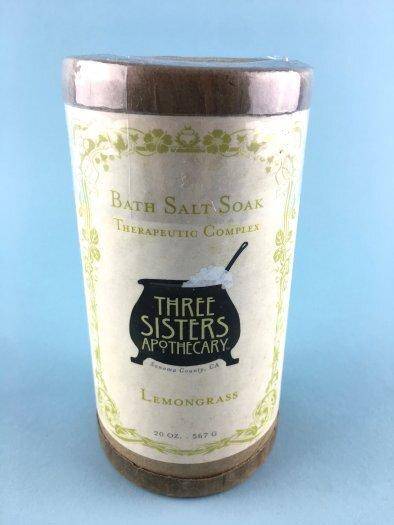 BATH SALT SOAK
THERAPEUTIC COMPLEX
THREE
SISTERS
APOTHECARY
Sonoma County, CA
LEMONGRASS
20 OZ. - 567 G